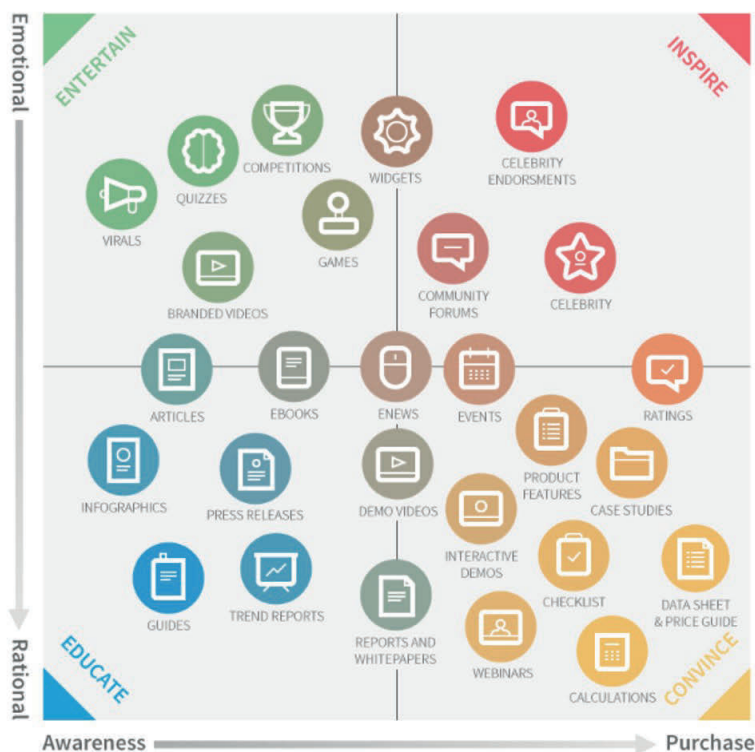 Emotional
Rational
ENTERTAIN
INSPIRE
COMPETITIONS
WIDGETS
CELEBRITY
ENDORSMENTS
QUIZZES
VIRALS
GAMES
BRANDED VIDEOS
COMMUNITY
FORUMS
CELEBRITY
ARTICLES
EBOOKS
ENEWS
EVENTS
RATINGS
INFOGRAPHICS
PRESS RELEASES
DEMO VIDEOS
PRODUCT
FEATURES
CASE STUDIES
INTERACTIVE
DEMOS
GUIDES
TREND REPORTS
REPORTS AND
WHITEPAPERS
CHECKLIST
DATA SHEET
& PRICE GUIDE
WEBINARS
CALCULATIONS
EDUCATE
CONVINCE
Awareness
Purchase